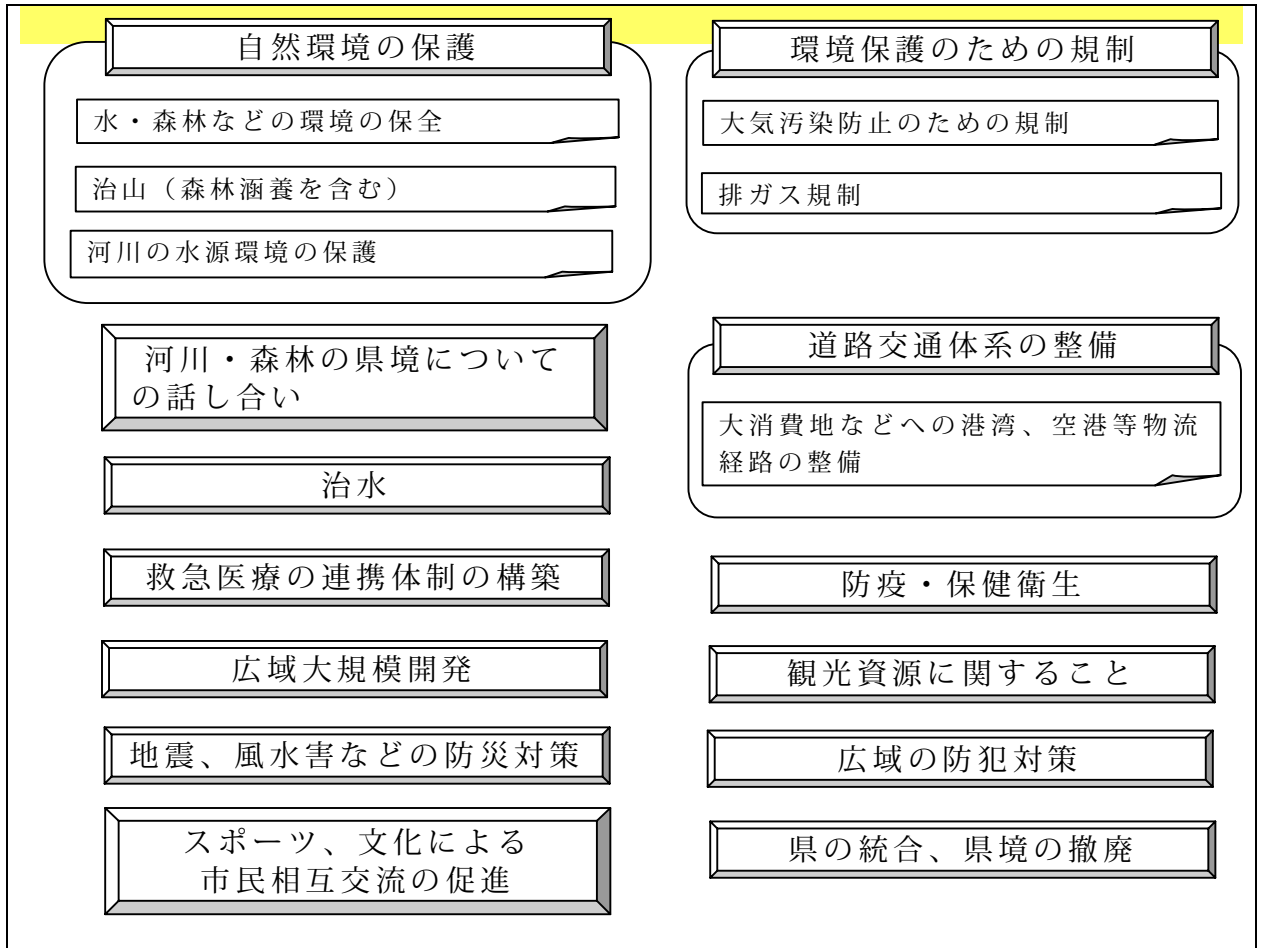 自然環境の保護
水・森林などの環境の保全
治山（森林涵養を含む）
河川の水源環境の保護
河川・森林の県境について
の話し合い
治水
救急医療の連携体制の構築
広域大規模開発
地震、風水害などの防災対策
スポーツ、文化による
市民相互交流の促進
環境保護のための規制
大気汚染防止のための規制
排ガス規制
道路交通体系の整備
大消費地などへの港湾、空港等物流
経路の整備
防疫・保健衛生
観光資源に関すること
広域の防犯対策
県の統合、県境の撤廃